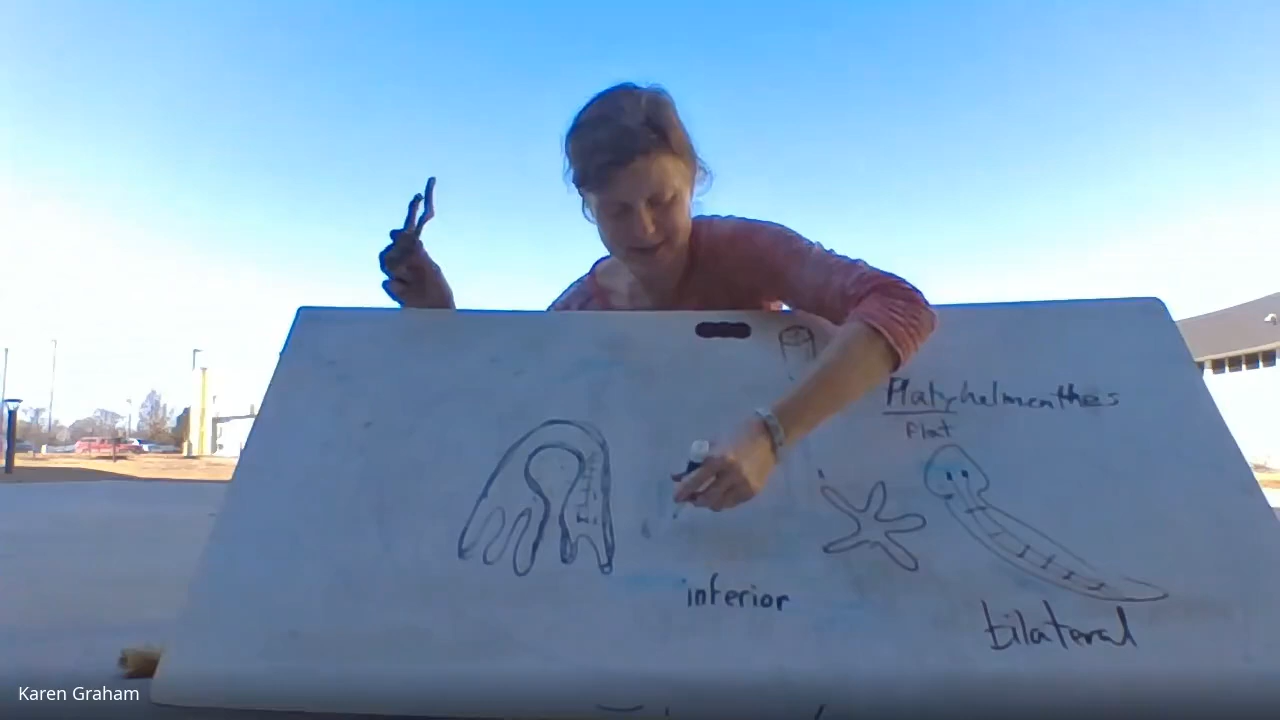 Platyhelmenthes
Flat
inferior
bilateral
Karen Graham